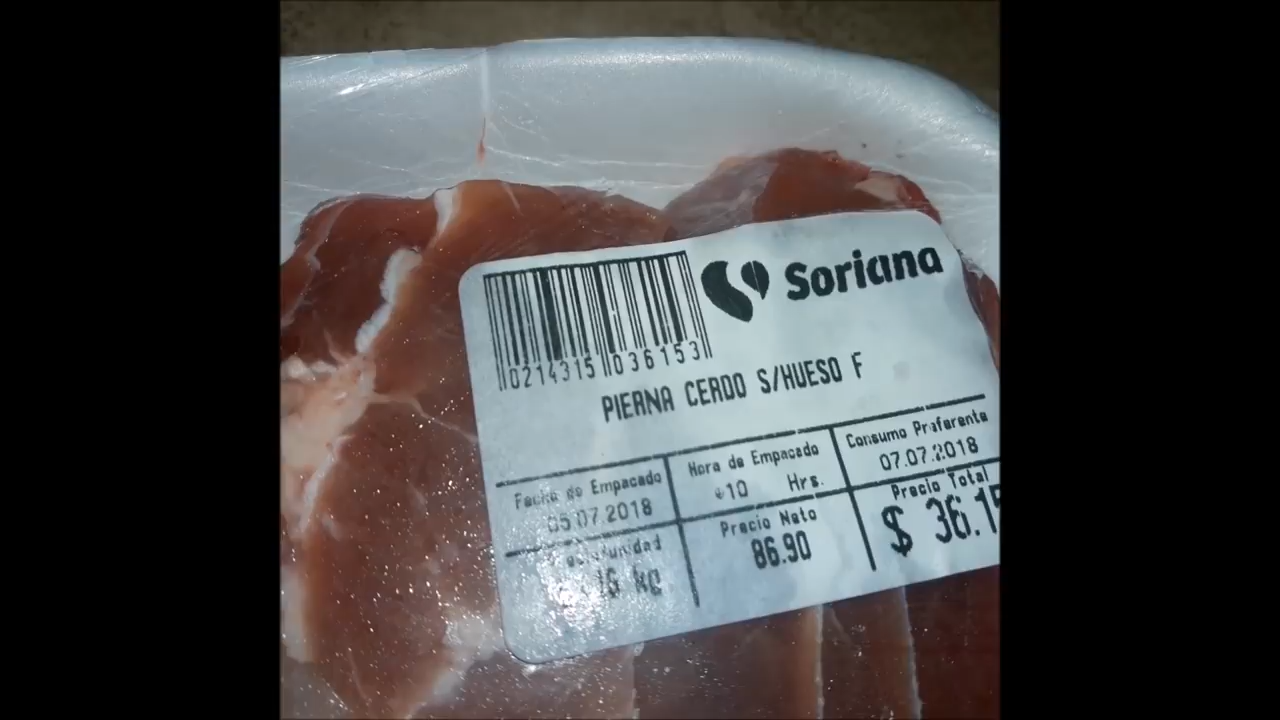 Soriana
0214315 036153
PIERNA CERDO S/HUESO F
Fecha de Empacado
05.07.2018
Hora de Empacado
10 Hrs.
Consumo Preferente
07.07.2018
kg
Precio Neto
86.90
Precio Total
$ 36.15